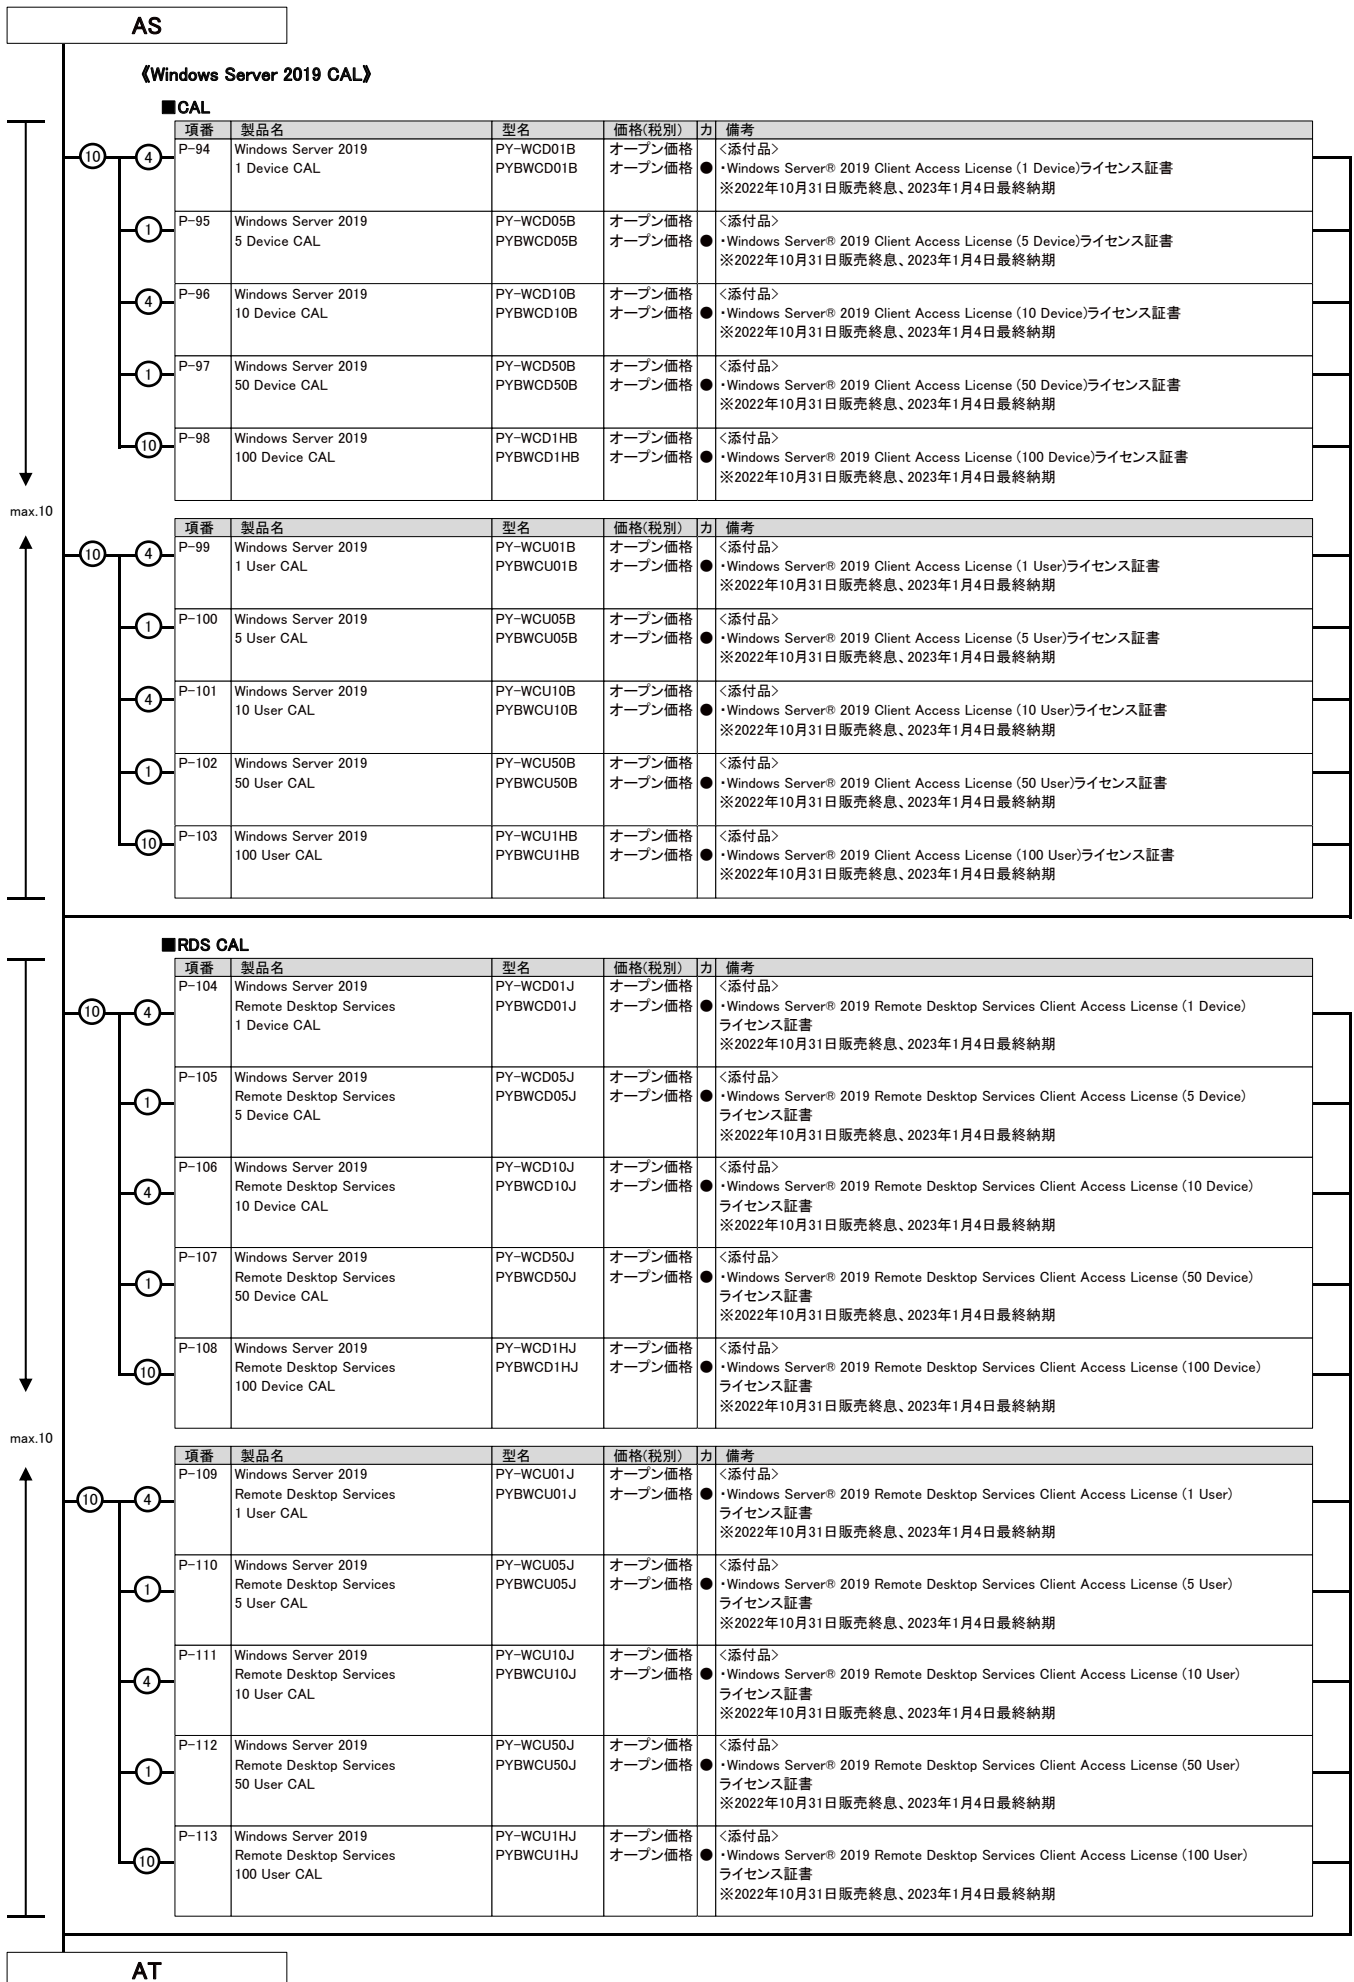 AS
《Windows Server 2019 CAL》
■CAL
項番 製品名 型名 価格(税別) カ 備考
⑩ ④ P-94 Windows Server 2019 PY-WCD01B オープン価格 <添付品>
1 Device CAL PYBWCD01B オープン価格 ● ・Windows Server® 2019 Client Access License (1 Device)ライセンス証書
※2022年10月31日販売終息、2023年1月4日最終納期
① P-95 Windows Server 2019 PY-WCD05B オープン価格 <添付品>
5 Device CAL PYBWCD05B オープン価格 ● ・Windows Server® 2019 Client Access License (5 Device)ライセンス証書
※2022年10月31日販売終息、2023年1月4日最終納期
④ P-96 Windows Server 2019 PY-WCD10B オープン価格 <添付品>
10 Device CAL PYBWCD10B オープン価格 ● ・Windows Server® 2019 Client Access License (10 Device)ライセンス証書
※2022年10月31日販売終息、2023年1月4日最終納期
① P-97 Windows Server 2019 PY-WCD50B オープン価格 <添付品>
50 Device CAL PYBWCD50B オープン価格 ● ・Windows Server® 2019 Client Access License (50 Device)ライセンス証書
※2022年10月31日販売終息、2023年1月4日最終納期
⑩ P-98 Windows Server 2019 PY-WCD1HB オープン価格 <添付品>
100 Device CAL PYBWCD1HB オープン価格 ● ・Windows Server® 2019 Client Access License (100 Device)ライセンス証書
※2022年10月31日販売終息、2023年1月4日最終納期
max.10
項番 製品名 型名 価格(税別) カ 備考
⑩ ④ P-99 Windows Server 2019 PY-WCU01B オープン価格 <添付品>
1 User CAL PYBWCU01B オープン価格 ● ・Windows Server® 2019 Client Access License (1 User)ライセンス証書
※2022年10月31日販売終息、2023年1月4日最終納期
① P-100 Windows Server 2019 PY-WCU05B オープン価格 <添付品>
5 User CAL PYBWCU05B オープン価格 ● ・Windows Server® 2019 Client Access License (5 User)ライセンス証書
※2022年10月31日販売終息、2023年1月4日最終納期
④ P-101 Windows Server 2019 PY-WCU10B オープン価格 <添付品>
10 User CAL PYBWCU10B オープン価格 ● ・Windows Server® 2019 Client Access License (10 User)ライセンス証書
※2022年10月31日販売終息、2023年1月4日最終納期
① P-102 Windows Server 2019 PY-WCU50B オープン価格 <添付品>
50 User CAL PYBWCU50B オープン価格 ● ・Windows Server® 2019 Client Access License (50 User)ライセンス証書
※2022年10月31日販売終息、2023年1月4日最終納期
⑩ P-103 Windows Server 2019 PY-WCU1HB オープン価格 <添付品>
100 User CAL PYBWCU1HB オープン価格 ● ・Windows Server® 2019 Client Access License (100 User)ライセンス証書
※2022年10月31日販売終息、2023年1月4日最終納期
■RDS CAL
項番 製品名 型名 価格(税別) カ 備考
P-104 Windows Server 2019 PY-WCD01J オープン価格 <添付品>
⑩ ④ Remote Desktop Services PYBWCD01J オープン価格 ● ・Windows Server® 2019 Remote Desktop Services Client Access License (1 Device)
1 Device CAL ライセンス証書
※2022年10月31日販売終息、2023年1月4日最終納期
P-105 Windows Server 2019 PY-WCD05J オープン価格 <添付品>
① Remote Desktop Services PYBWCD05J オープン価格 ● ・Windows Server® 2019 Remote Desktop Services Client Access License (5 Device)
5 Device CAL ライセンス証書
※2022年10月31日販売終息、2023年1月4日最終納期
P-106 Windows Server 2019 PY-WCD10J オープン価格 <添付品>
④ Remote Desktop Services PYBWCD10J オープン価格 ● ・Windows Server® 2019 Remote Desktop Services Client Access License (10 Device)
10 Device CAL ライセンス証書
※2022年10月31日販売終息、2023年1月4日最終納期
P-107 Windows Server 2019 PY-WCD50J オープン価格 <添付品>
① Remote Desktop Services PYBWCD50J オープン価格 ● ・Windows Server® 2019 Remote Desktop Services Client Access License (50 Device)
50 Device CAL ライセンス証書
※2022年10月31日販売終息、2023年1月4日最終納期
P-108 Windows Server 2019 PY-WCD1HJ オープン価格 <添付品>
⑩ Remote Desktop Services PYBWCD1HJ オープン価格 ● ・Windows Server® 2019 Remote Desktop Services Client Access License (100 Device)
100 Device CAL ライセンス証書
※2022年10月31日販売終息、2023年1月4日最終納期
max.10
項番 製品名 型名 価格(税別) カ 備考
P-109 Windows Server 2019 PY-WCU01J オープン価格 <添付品>
⑩ ④ Remote Desktop Services PYBWCU01J オープン価格 ● ・Windows Server® 2019 Remote Desktop Services Client Access License (1 User)
1 User CAL ライセンス証書
※2022年10月31日販売終息、2023年1月4日最終納期
P-110 Windows Server 2019 PY-WCU05J オープン価格 <添付品>
① Remote Desktop Services PYBWCU05J オープン価格 ● ・Windows Server® 2019 Remote Desktop Services Client Access License (5 User)
5 User CAL ライセンス証書
※2022年10月31日販売終息、2023年1月4日最終納期
P-111 Windows Server 2019 PY-WCU10J オープン価格 <添付品>
④ Remote Desktop Services PYBWCU10J オープン価格 ● ・Windows Server® 2019 Remote Desktop Services Client Access License (10 User)
10 User CAL ライセンス証書
※2022年10月31日販売終息、2023年1月4日最終納期
P-112 Windows Server 2019 PY-WCU50J オープン価格 <添付品>
① Remote Desktop Services PYBWCU50J オープン価格 ● ・Windows Server® 2019 Remote Desktop Services Client Access License (50 User)
50 User CAL ライセンス証書
※2022年10月31日販売終息、2023年1月4日最終納期
P-113 Windows Server 2019 PY-WCU1HJ オープン価格 <添付品>
⑩ Remote Desktop Services PYBWCU1HJ オープン価格 ● ・Windows Server® 2019 Remote Desktop Services Client Access License (100 User)
100 User CAL ライセンス証書
※2022年10月31日販売終息、2023年1月4日最終納期
AT